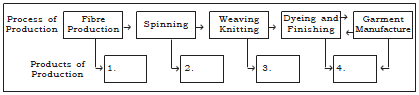 Process of Production
Fibre Production
Spinning
Weaving Knitting
Dyeing and Finishing
Garment Manufacture
Products of Production
1.
2.
3.
4.